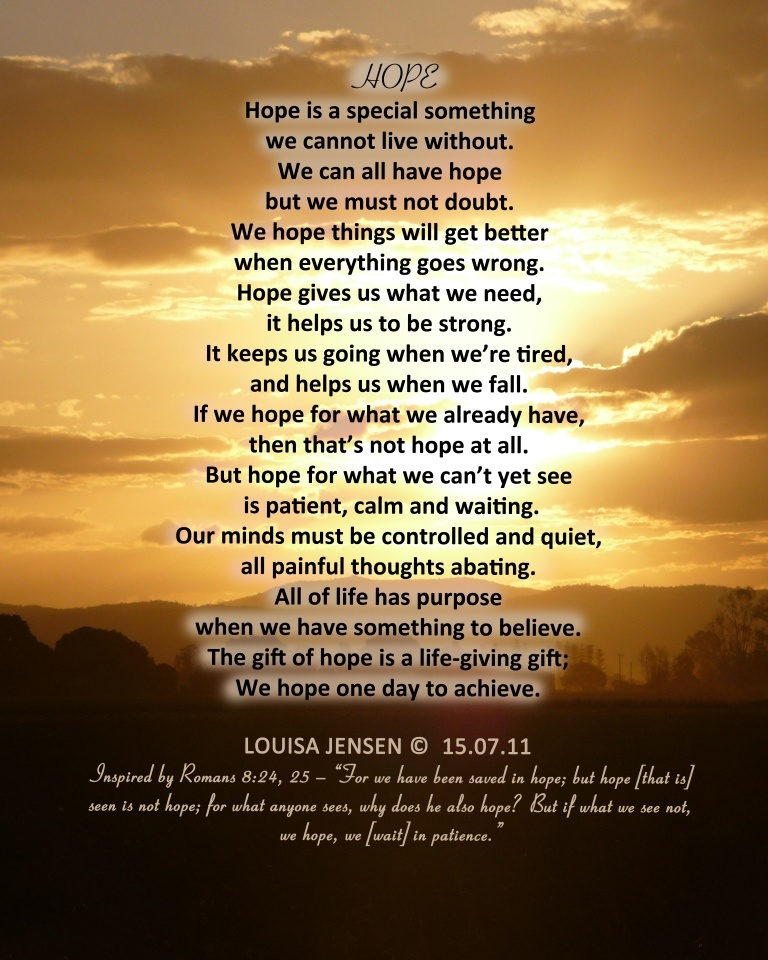 HOPE
Hope is a special something
we cannot live without.
We can all have hope
but we must not doubt.
We hope things will get better
when everything goes wrong.
Hope gives us what we need,
it helps us to be strong.
It keeps us going when we’re tired,
and helps us when we fall.
If we hope for what we already have,
then that’s not hope at all.
But hope for what we can’t yet see
is patient, calm and waiting.
Our minds must be controlled and quiet,
all painful thoughts abating.
All of life has purpose
when we have something to believe.
The gift of hope is a life-giving gift;
We hope one day to achieve.
LOUISA JENSEN © 15.07.11
Inspired by Romans 8:24, 25 – “For we have been saved in hope; but hope [that is]
seen is not hope; for what anyone sees, why does he also hope? But if what we see not,
we hope, we [wait] in patience.”